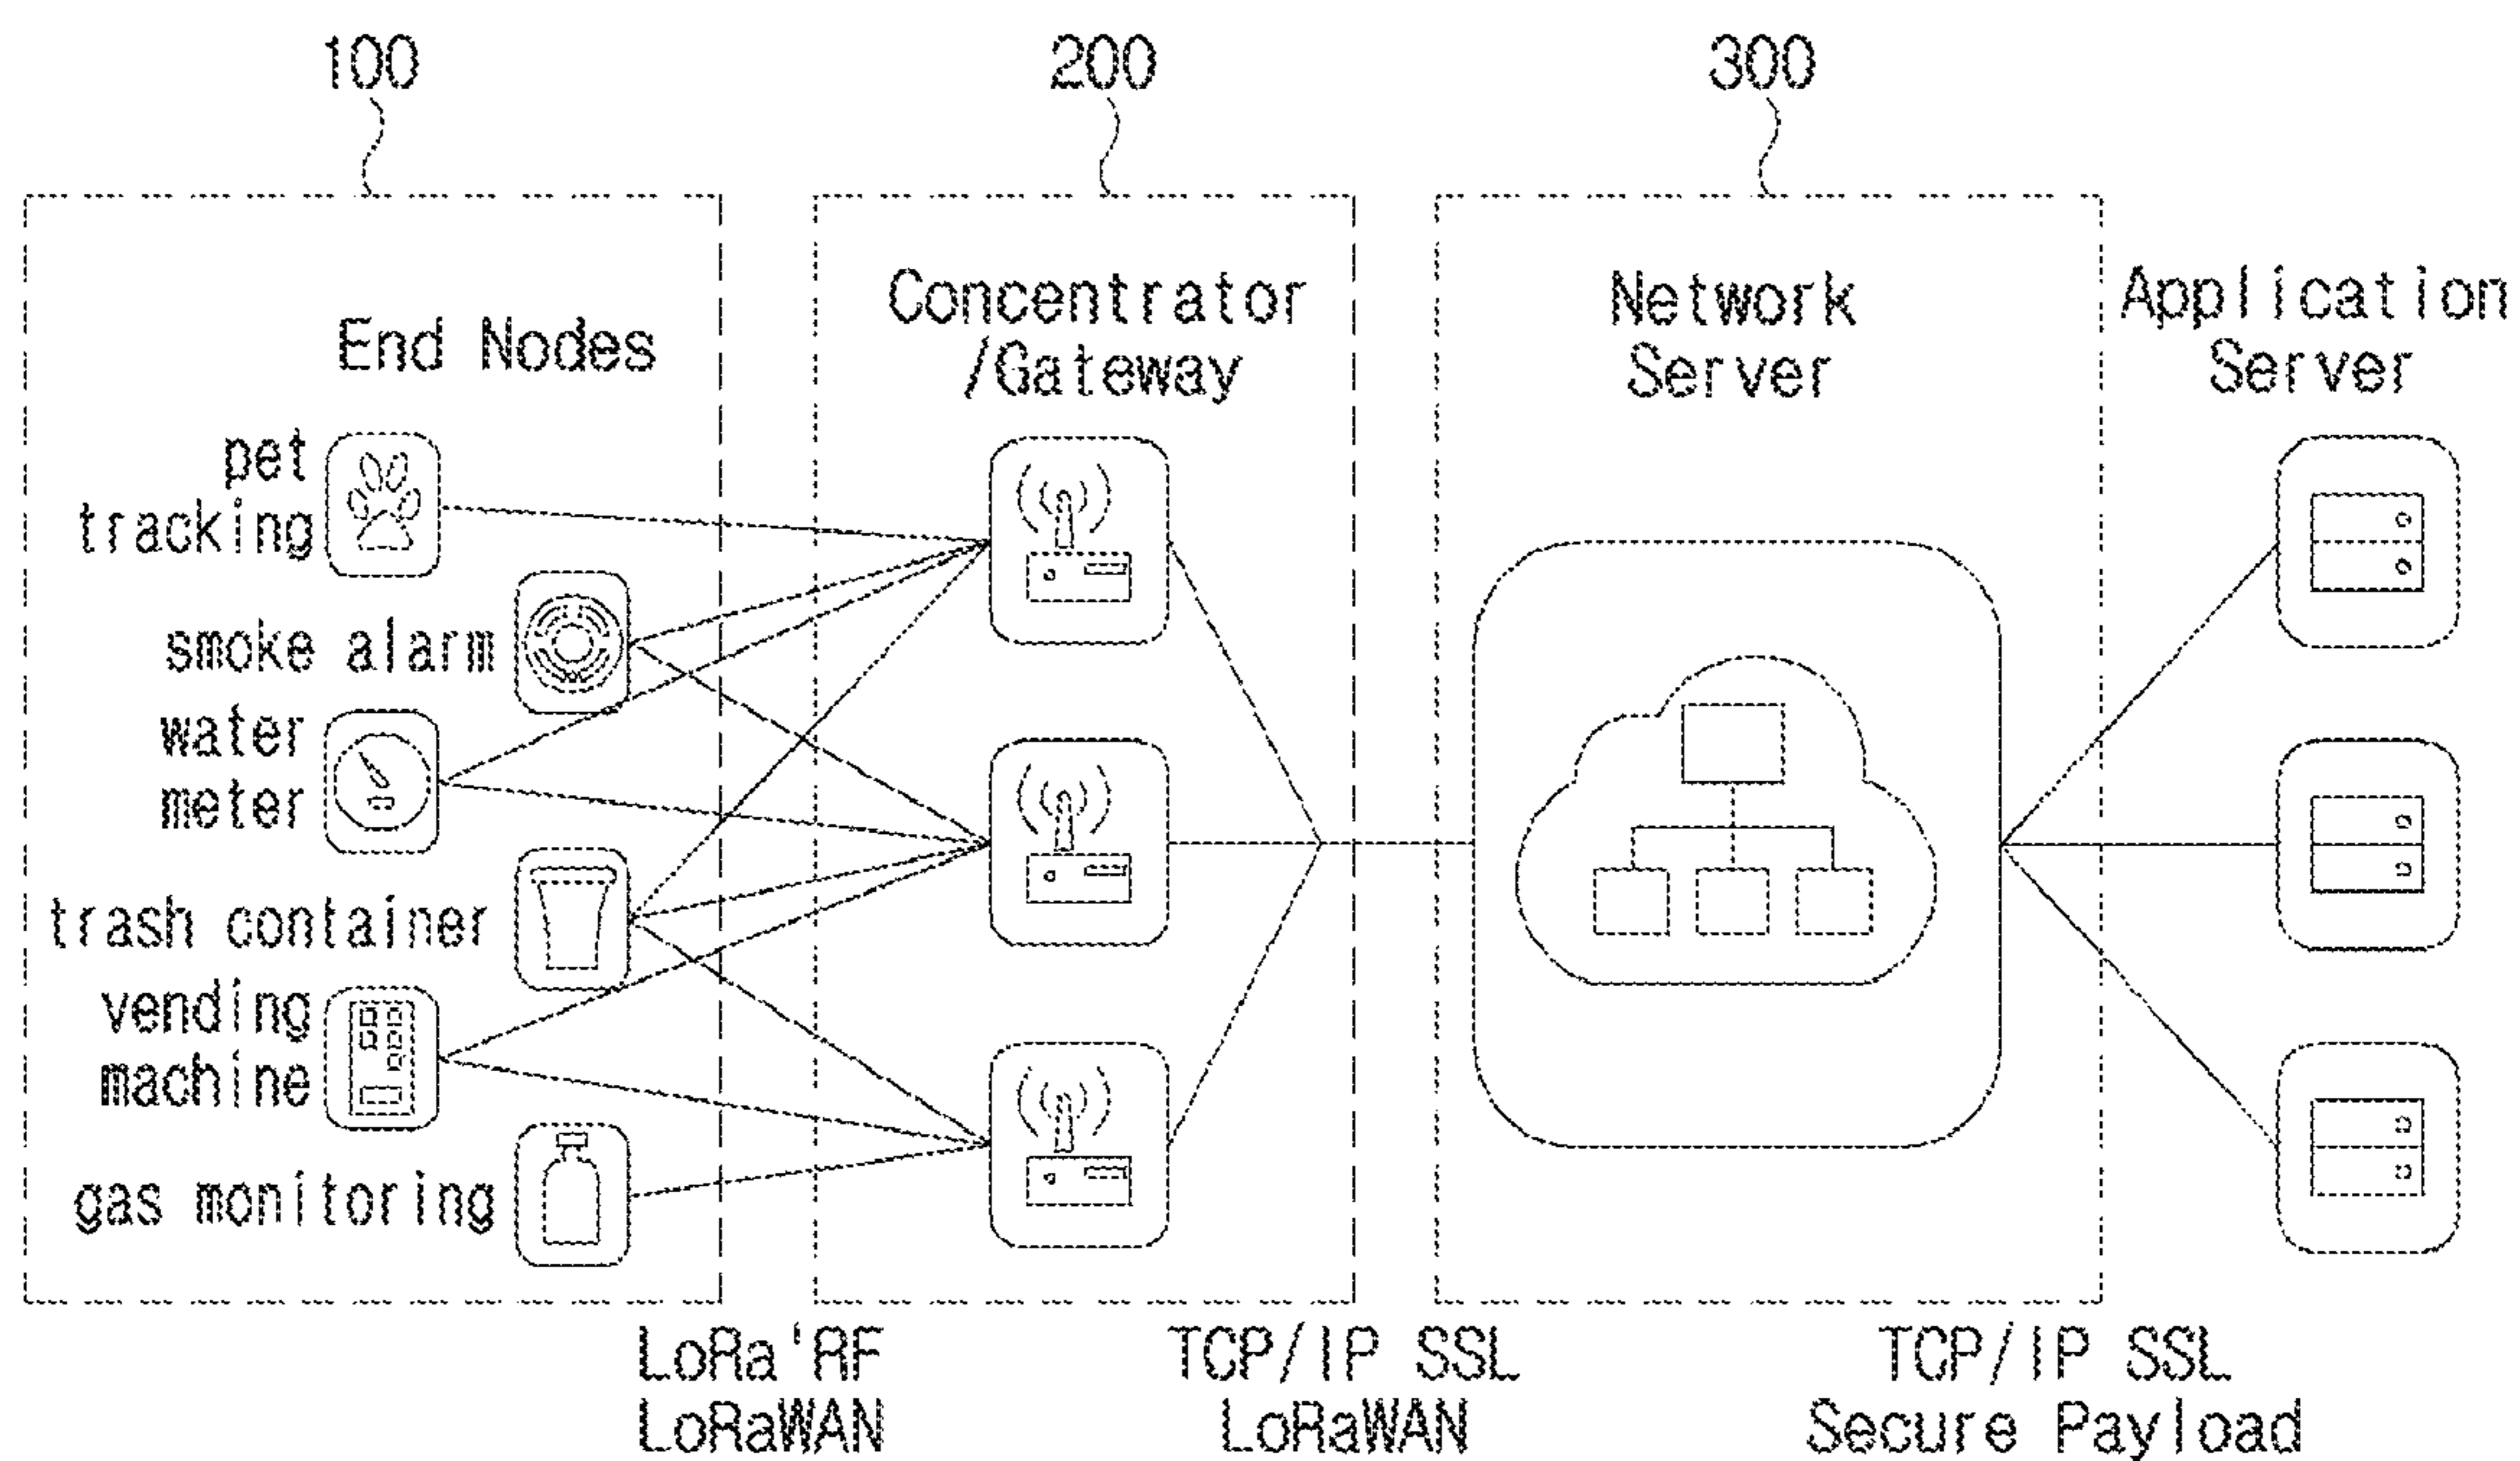 100
200
300
End Nodes
Concentrator
/Gateway
Network
Server
Application
Server
pet
tracking
smoke alarm
water
meter
trash container
vending
machine
gas monitoring
LoRa'RF
LoRaWAN
TCP/IP SSL
LoRaWAN
TCP/IP SSL
Secure Payload